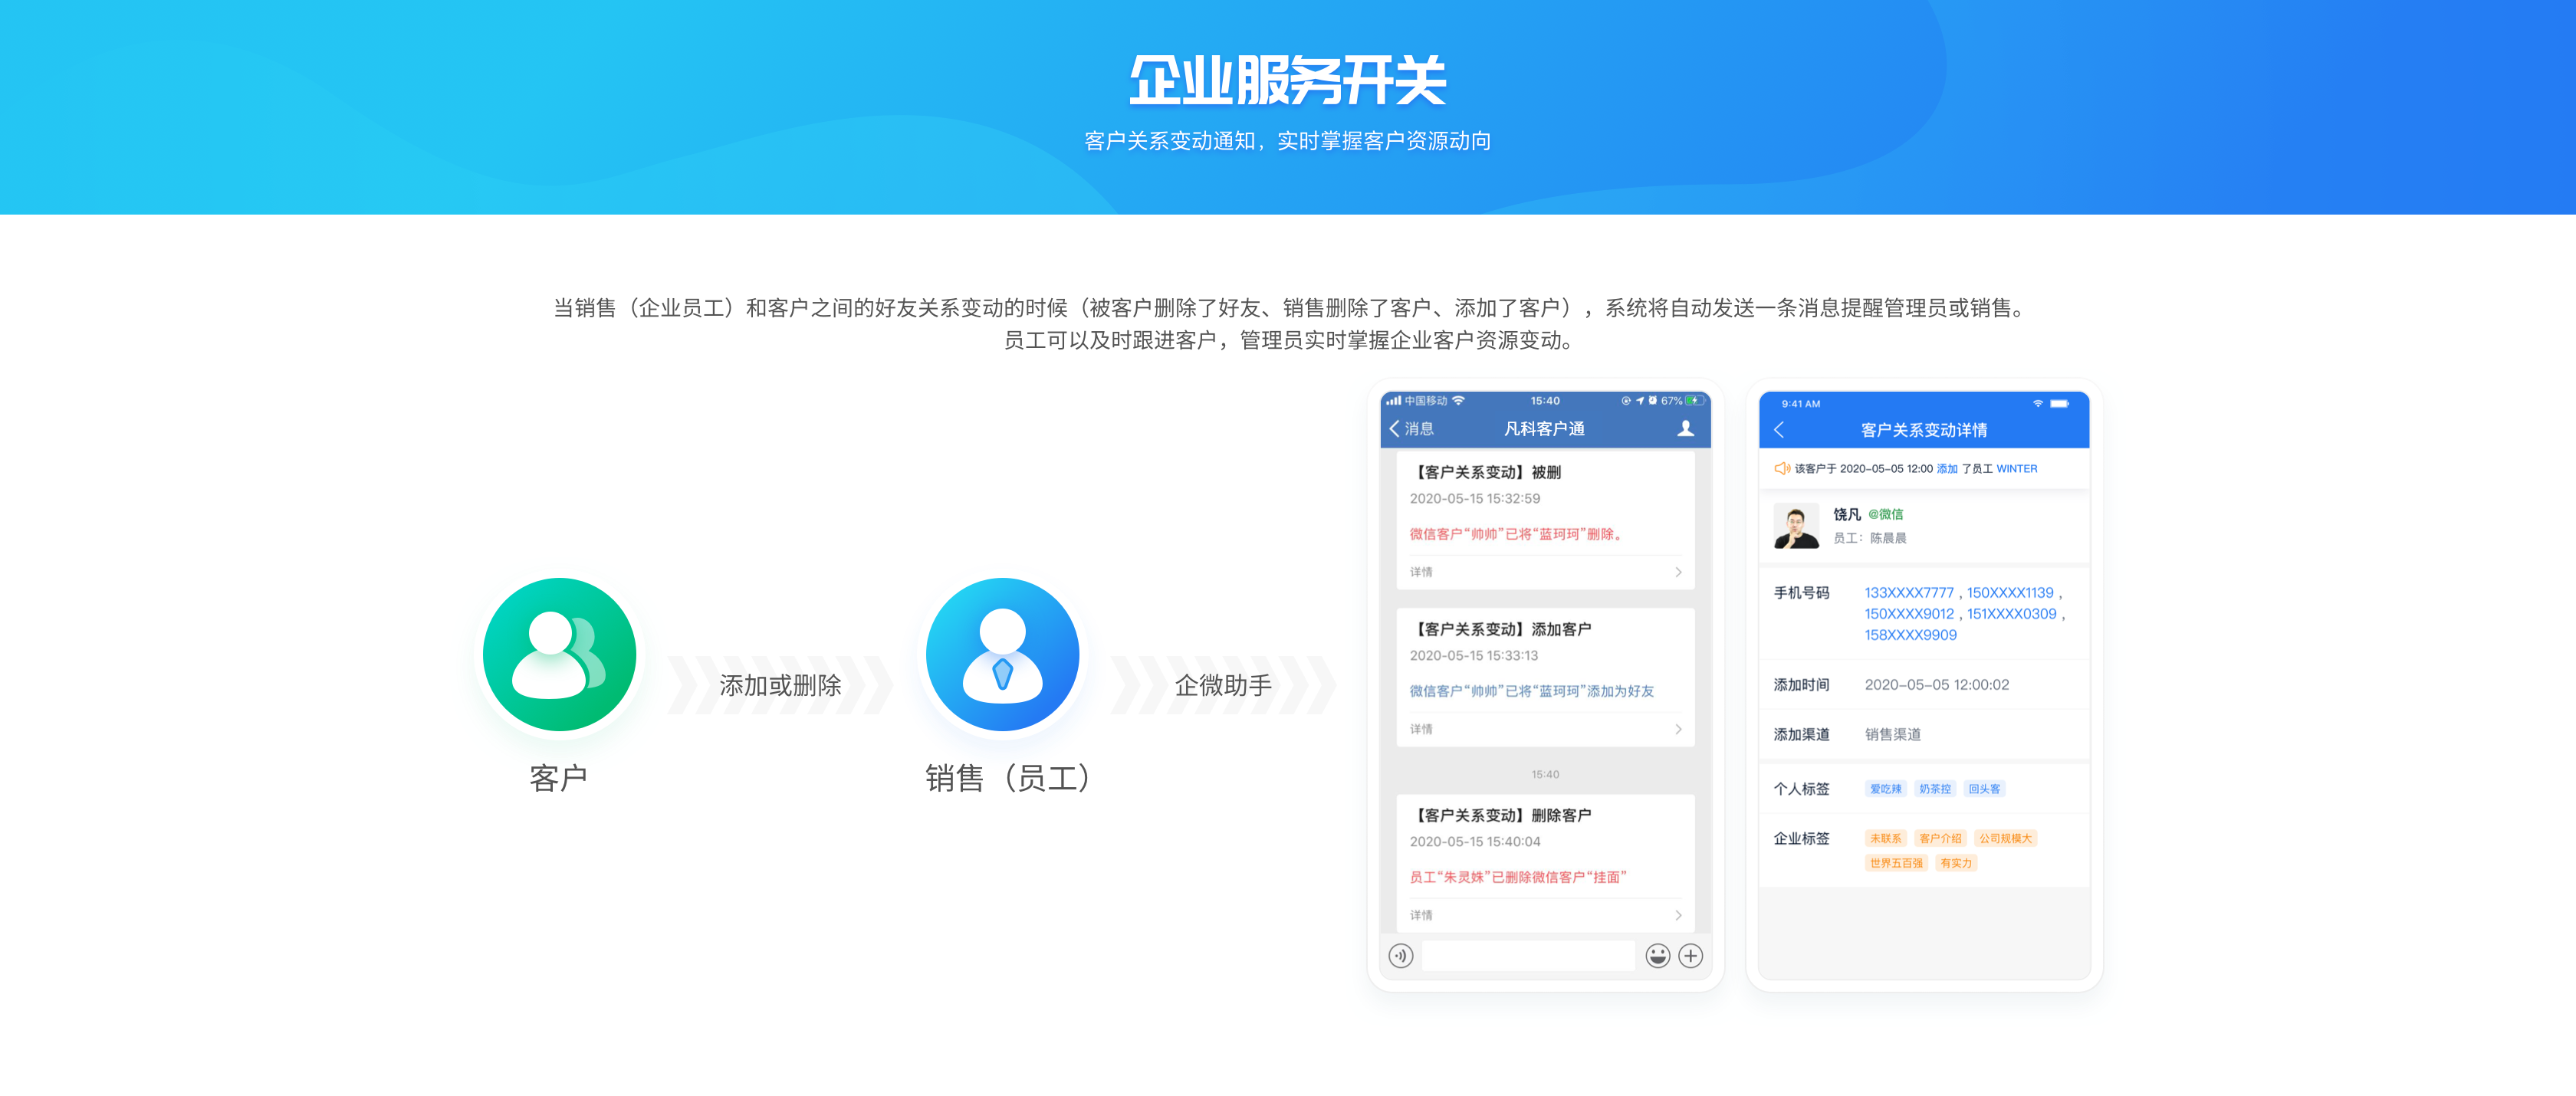 企业服务开关
客户关系变动通知，实时掌握客户资源动向
当销售（企业员工）和客户之间的好友关系变动的时候（被客户删除了好友、销售删除了客户、添加了客户），系统将自动发送一条消息提醒管理员或销售。
员工可以及时跟进客户，管理员实时掌握企业客户资源变动。
客户
添加或删除
销售（员工）
企微助手
中国移动 15:40 67%
消息 凡科客户通
【客户关系变动】被删
2020-05-15 15:32:59
微信客户“帅帅”已将“蓝珂珂”删除。
详情
【客户关系变动】添加客户
2020-05-15 15:33:13
微信客户“帅帅”已将“蓝珂珂”添加为好友
详情
15:40
【客户关系变动】删除客户
2020-05-15 15:40:04
员工“朱灵姝”已删除微信客户“挂面”
详情
9:41 AM
客户关系变动详情
该客户于 2020-05-05 12:00 添加 了员工 WINTER
饶凡 @微信
员工：陈晨晨
手机号码 133XXXX7777，150XXXX1139，
150XXXX9012，151XXXX0309，
158XXXX9909
添加时间 2020-05-05 12:00:02
添加渠道 销售渠道
个人标签 爱吃辣 奶茶控 回头客
企业标签 未联系 客户介绍 公司规模大
世界五百强 有实力